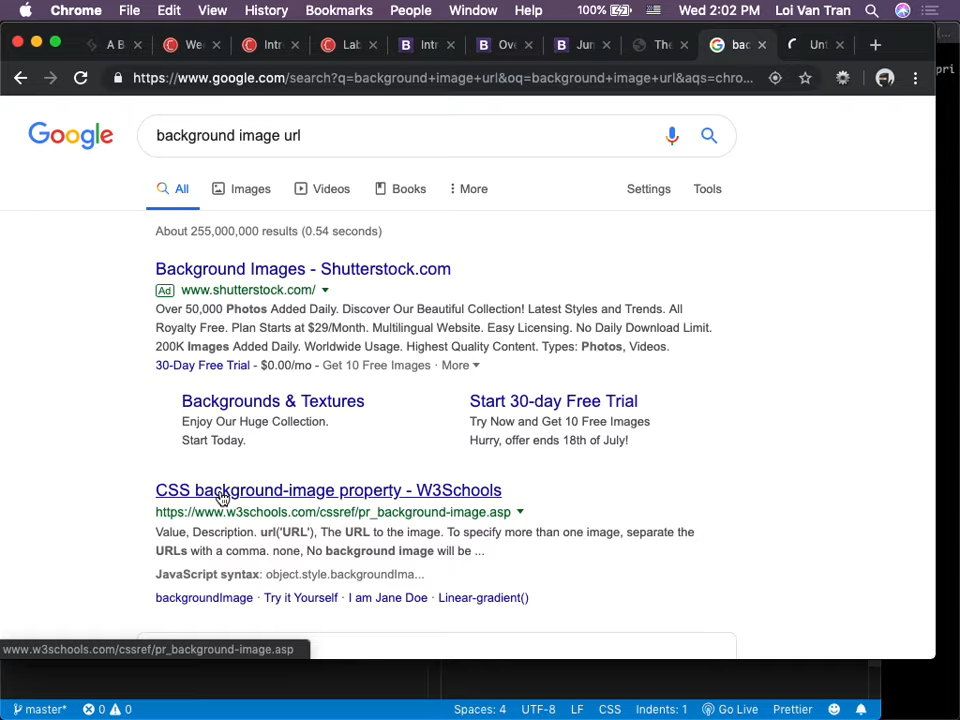 Chrome File Edit View History Bookmarks People Window Help 100% Wed 2:02 PM Loi Van Tran
A B Wee Intr Lab Intr Ove Jun The bac Unt
https://www.google.com/search?q=background+image+url&oq=background+image+url&aqs=chro...
pri
Google
background image url
All Images Videos Books More Settings Tools
About 255,000,000 results (0.54 seconds)
Background Images - Shutterstock.com
Ad www.shutterstock.com/
Over 50,000 Photos Added Daily. Discover Our Beautiful Collection! Latest Styles and Trends. All
Royalty Free. Plan Starts at $29/Month. Multilingual Website. Easy Licensing. No Daily Download Limit.
200K Images Added Daily. Worldwide Usage. Highest Quality Content. Types: Photos, Videos.
30-Day Free Trial - $0.00/mo - Get 10 Free Images · More
Backgrounds & Textures
Enjoy Our Huge Collection.
Start Today.
Start 30-day Free Trial
Try Now and Get 10 Free Images
Hurry, offer ends 18th of July!
CSS background-image property - W3Schools
https://www.w3schools.com/cssref/pr_background-image.asp
Value, Description. url('URL'), The URL to the image. To specify more than one image, separate the
URLs with a comma. none, No background image will be ...
JavaScript syntax: object.style.backgroundIma...
backgroundImage · Try it Yourself · I am Jane Doe · Linear-gradient()
www.w3schools.com/cssref/pr_background-image.asp
master* 0 0 Spaces: 4 UTF-8 LF CSS Indents: 1 Go Live Prettier